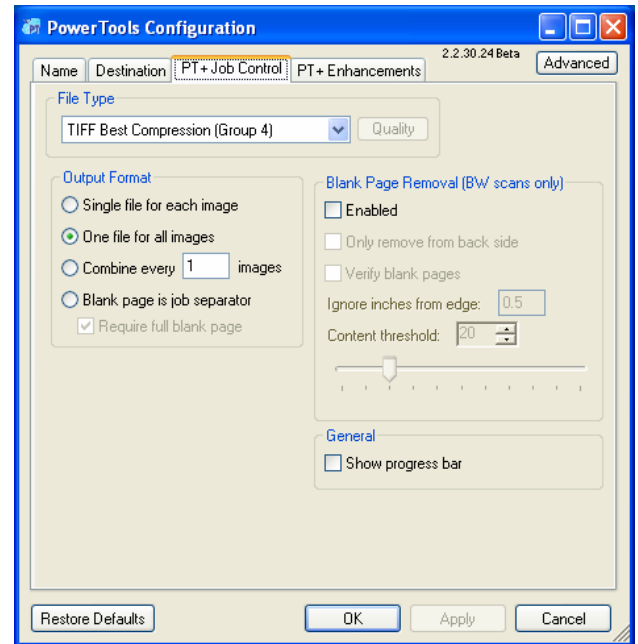 PowerTools Configuration
2.2.30.24 Beta
Advanced
Name
Destination
PT+ Job Control
PT+ Enhancements
File Type
TIFF Best Compression (Group 4)
Quality
Output Format
Single file for each image
One file for all images
Combine every 1 images
Blank page is job separator
Require full blank page
Blank Page Removal (BW scans only)
Enabled
Only remove from back side
Verify blank pages
Ignore inches from edge: 0.5
Content threshold: 20
General
Show progress bar
Restore Defaults
OK
Apply
Cancel